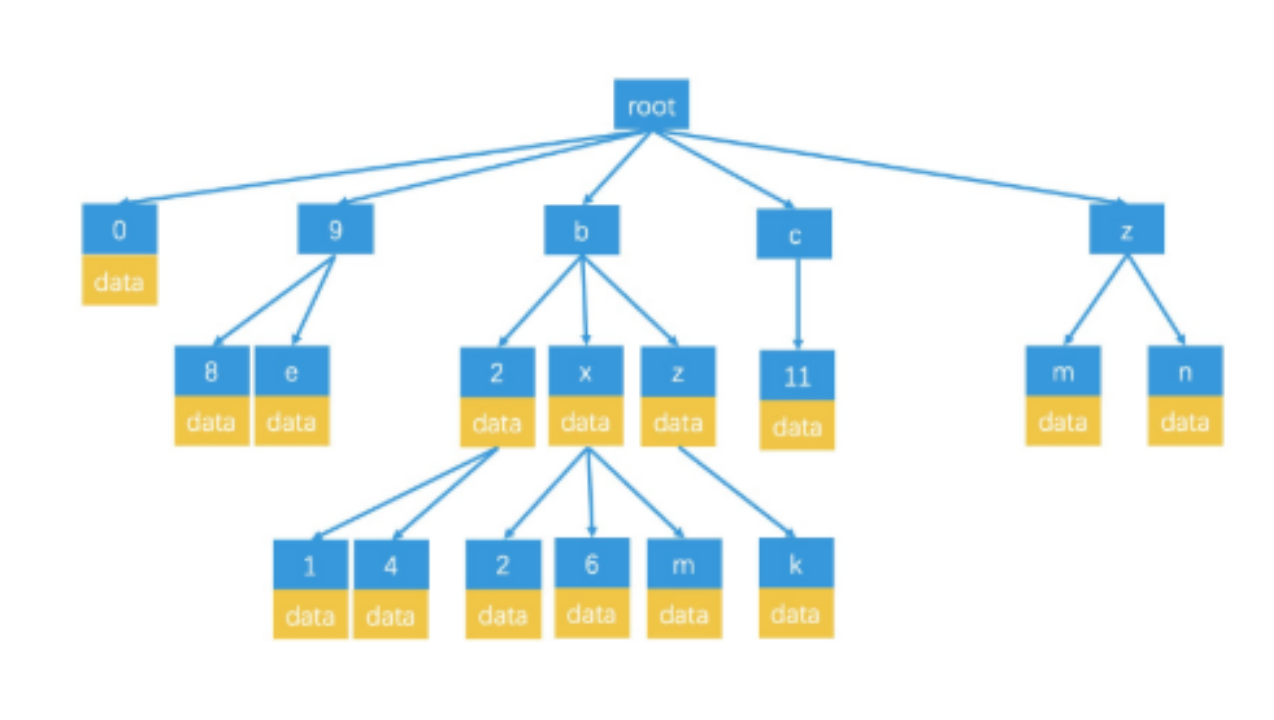 root
0 9 b c z
data
8 e 2 x z 11 m n
data data data data data data data data
1 4 2 6 m k
data data data data data data